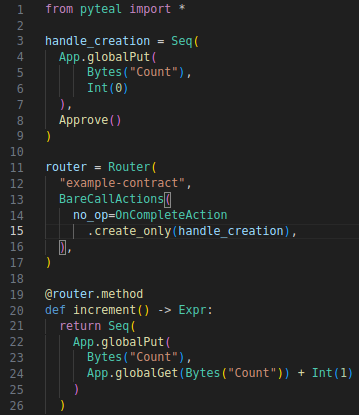 1 from pyteal import *
2
3 handle_creation = Seq(
4   App.globalPut(
5     Bytes("Count"),
6     Int(0)
7   ),
8   Approve()
9 )
10
11 router = Router(
12   "example-contract",
13   BareCallActions(
14     no_op=OnCompleteAction
15       .create_only(handle_creation),
16   ),
17 )
18
19 @router.method
20 def increment() -> Expr:
21   return Seq(
22     App.globalPut(
23       Bytes("Count"),
24       App.globalGet(Bytes("Count")) + Int(1)
25     )
26   )